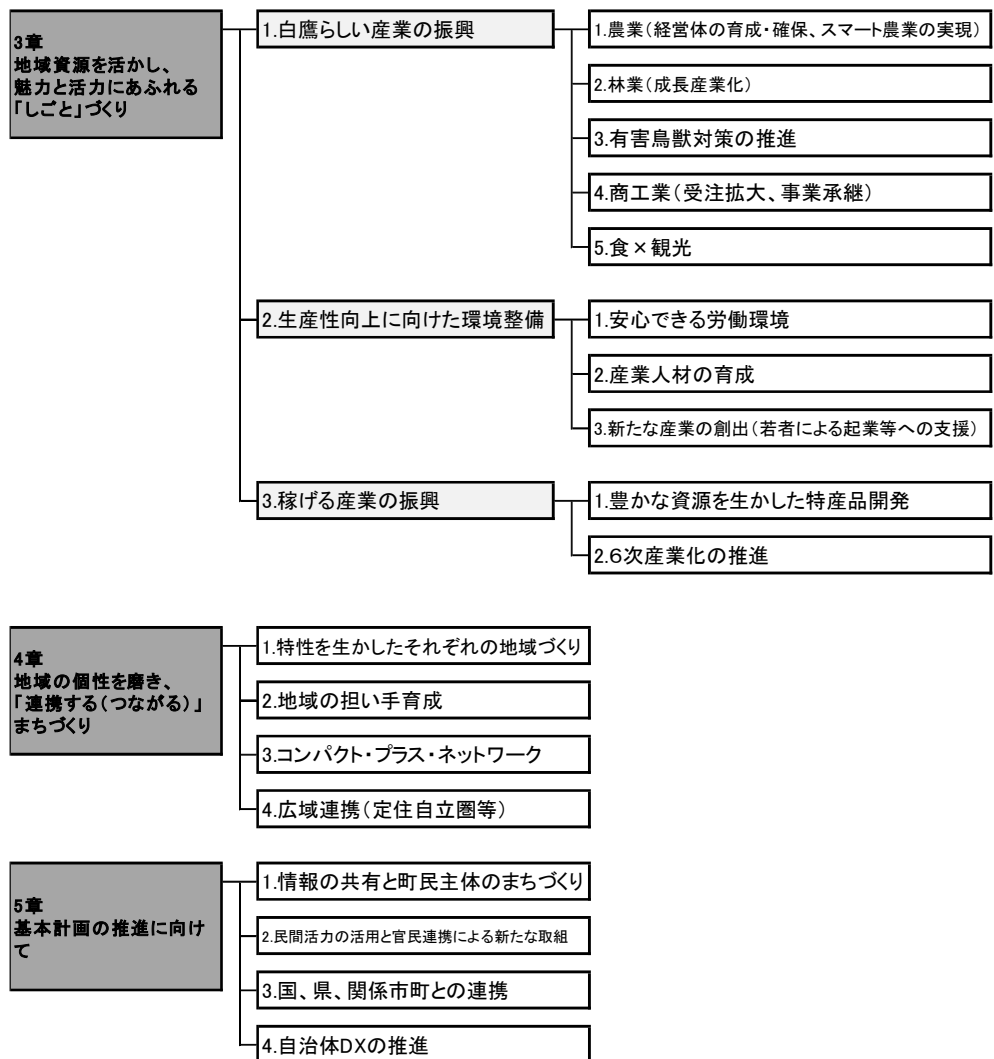 3章
地域資源を活かし、
魅力と活力にあふれる
「しごと」づくり
1.白鷹らしい産業の振興
1.農業(経営体の育成・確保、スマート農業の実現)
2.林業(成長産業化)
3.有害鳥獣対策の推進
4.商工業(受注拡大、事業承継)
5.食×観光
2.生産性向上に向けた環境整備
1.安心できる労働環境
2.産業人材の育成
3.新たな産業の創出(若者による起業等への支援)
3.稼げる産業の振興
1.豊かな資源を生かした特産品開発
2.6次産業化の推進
4章
地域の個性を磨き、
「連携する(つながる)」
まちづくり
1.特性を生かしたそれぞれの地域づくり
2.地域の担い手育成
3.コンパクト・プラス・ネットワーク
4.広域連携(定住自立圏等)
5章
基本計画の推進に向け
て
1.情報の共有と町民主体のまちづくり
2.民間活力の活用と官民連携による新たな取組
3.国、県、関係市町との連携
4.自治体DXの推進